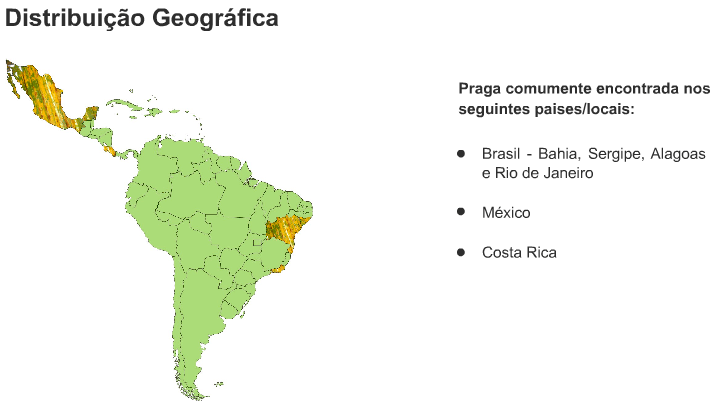 Distribuição Geográfica
Praga comumente encontrada nos
seguintes paises/locais:
● Brasil - Bahia, Sergipe, Alagoas
e Rio de Janeiro
● México
● Costa Rica